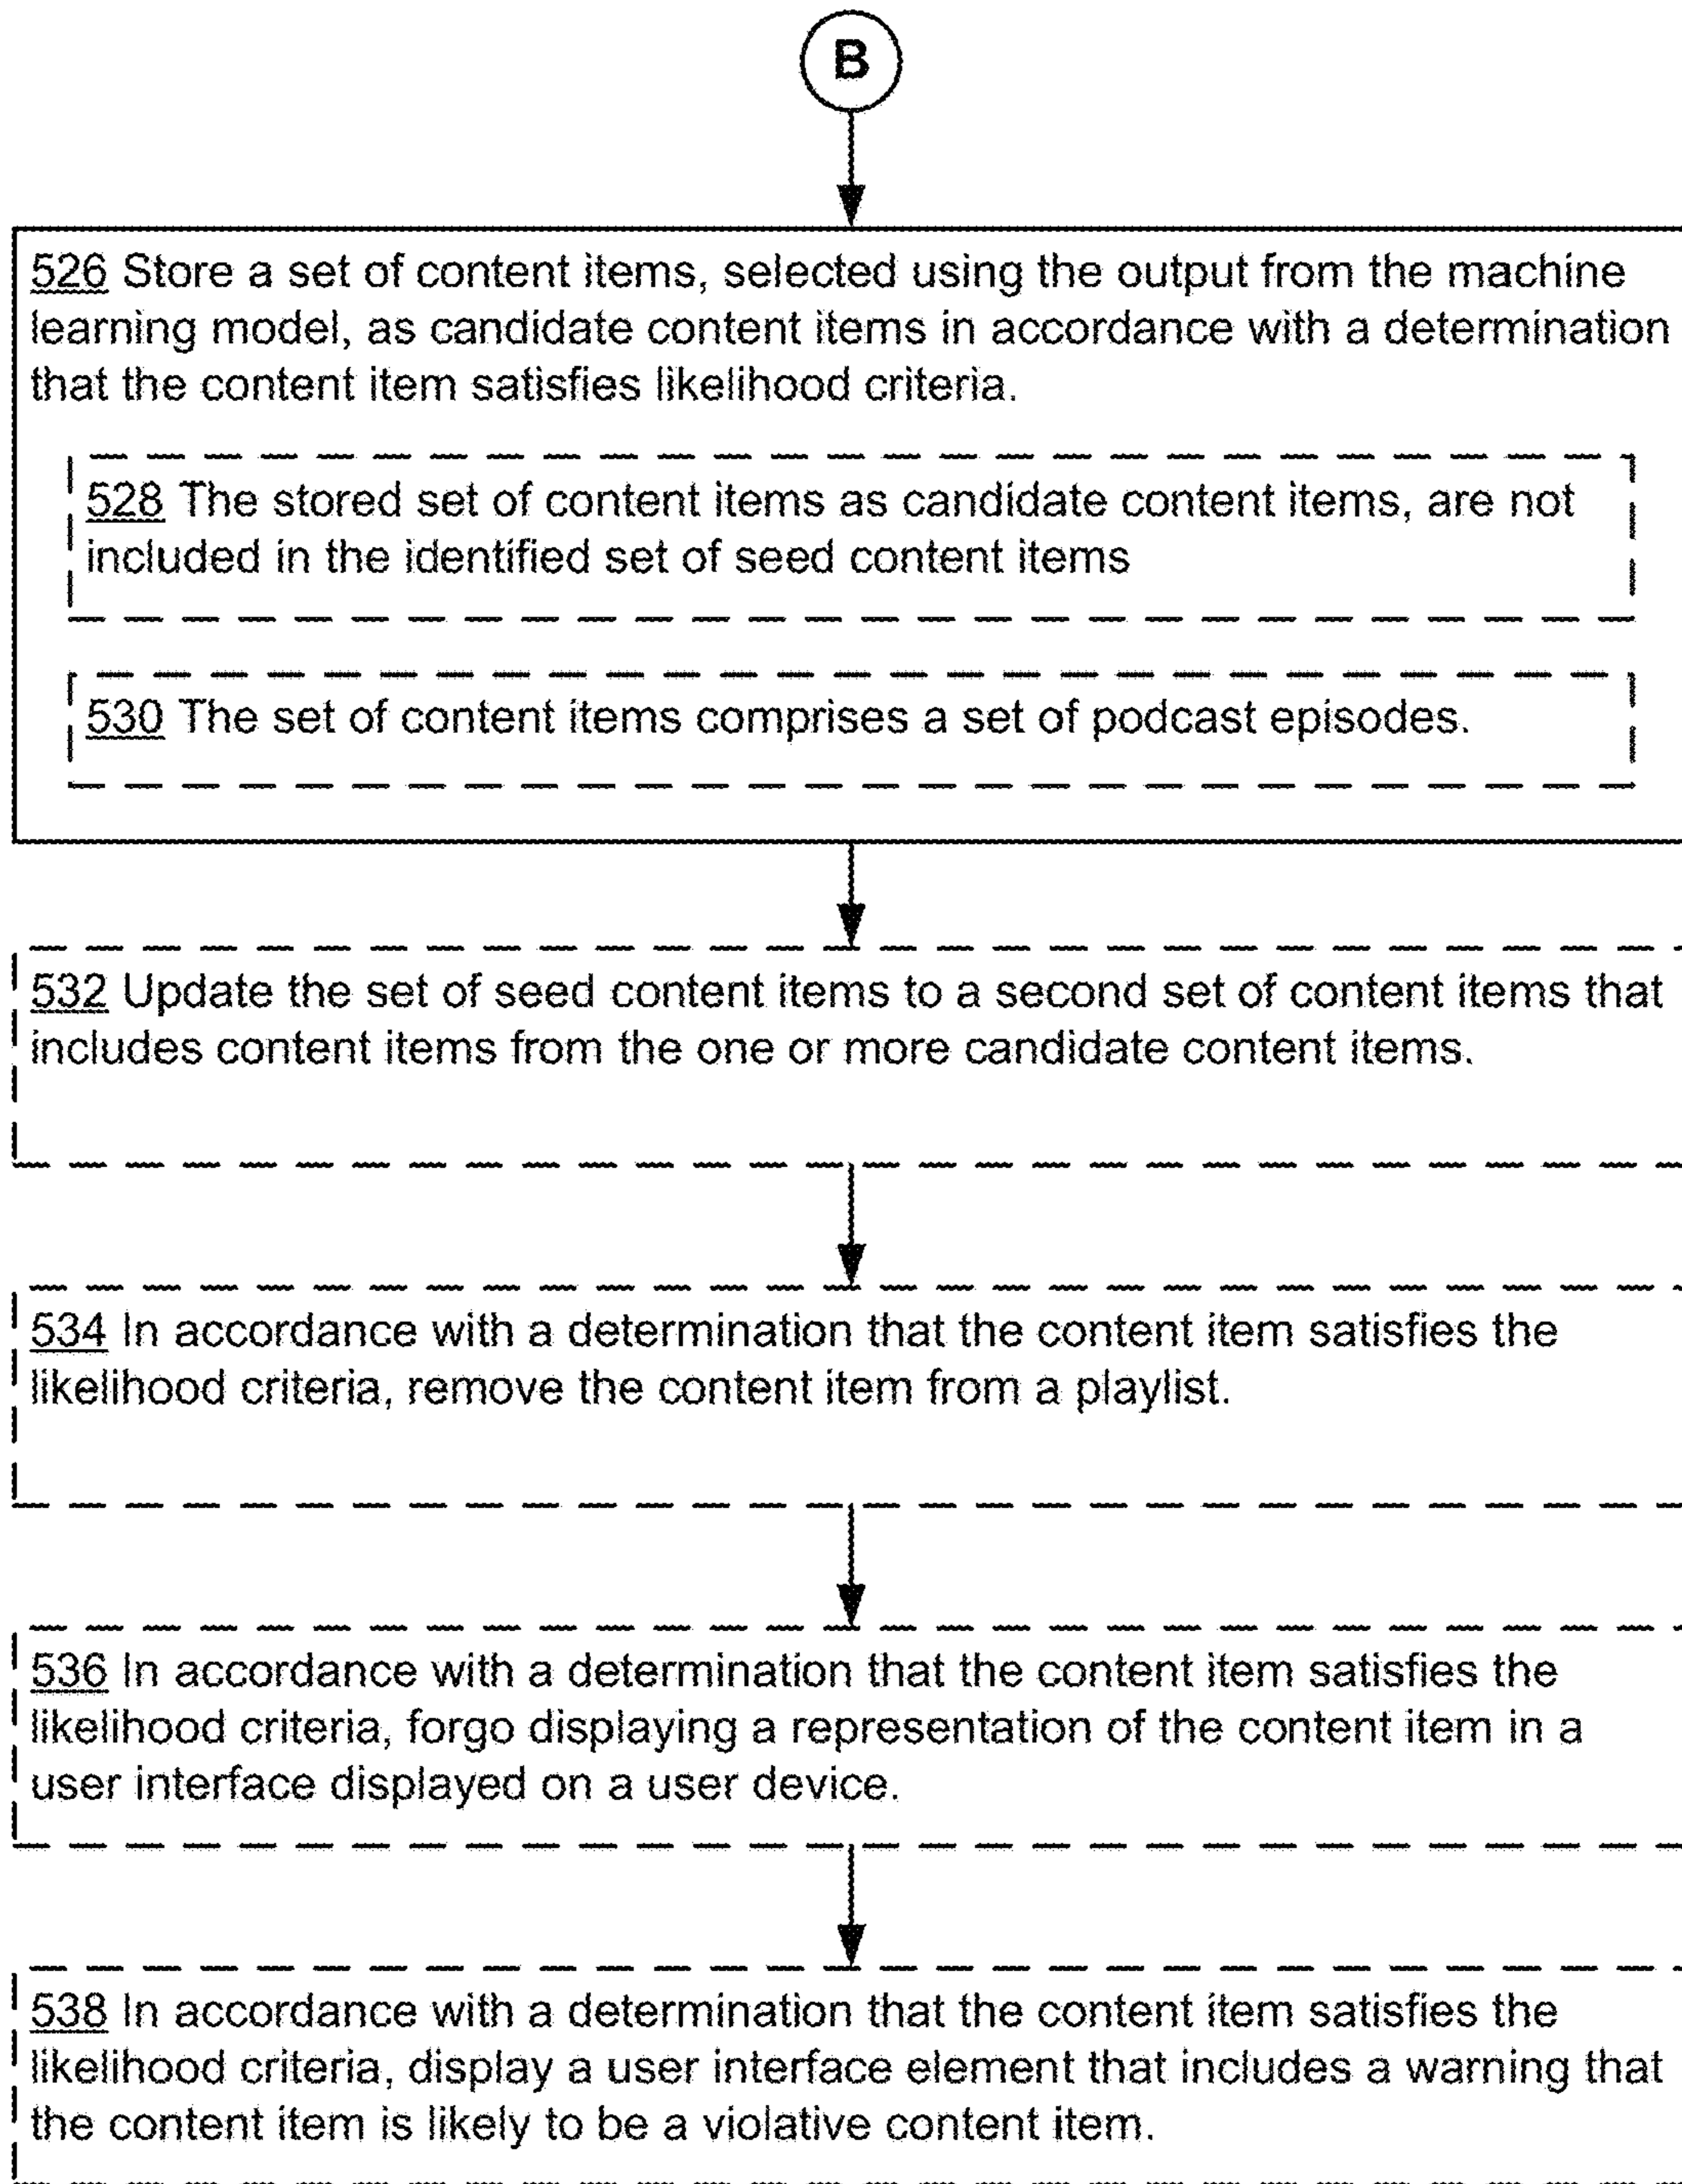 B
526 Store a set of content items, selected using the output from the machine
learning model, as candidate content items in accordance with a determination
that the content item satisfies likelihood criteria.
528 The stored set of content items as candidate content items, are not
included in the identified set of seed content items
530 The set of content items comprises a set of podcast episodes.
532 Update the set of seed content items to a second set of content items that
includes content items from the one or more candidate content items.
534 In accordance with a determination that the content item satisfies the
likelihood criteria, remove the content item from a playlist.
536 In accordance with a determination that the content item satisfies the
likelihood criteria, forgo displaying a representation of the content item in a
user interface displayed on a user device.
538 In accordance with a determination that the content item satisfies the
likelihood criteria, display a user interface element that includes a warning that
the content item is likely to be a violative content item.